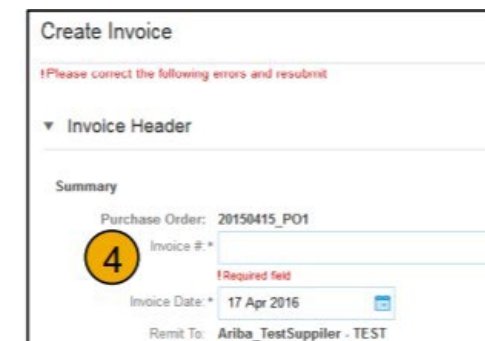 Create Invoice
!Please correct the following errors and resubmit
▼ Invoice Header
Summary
Purchase Order: 20150415_PO1
Invoice #:*
4
!Required field
Invoice Date:* 17 Apr 2016
Remit To: Ariba_TestSuppiler - TEST